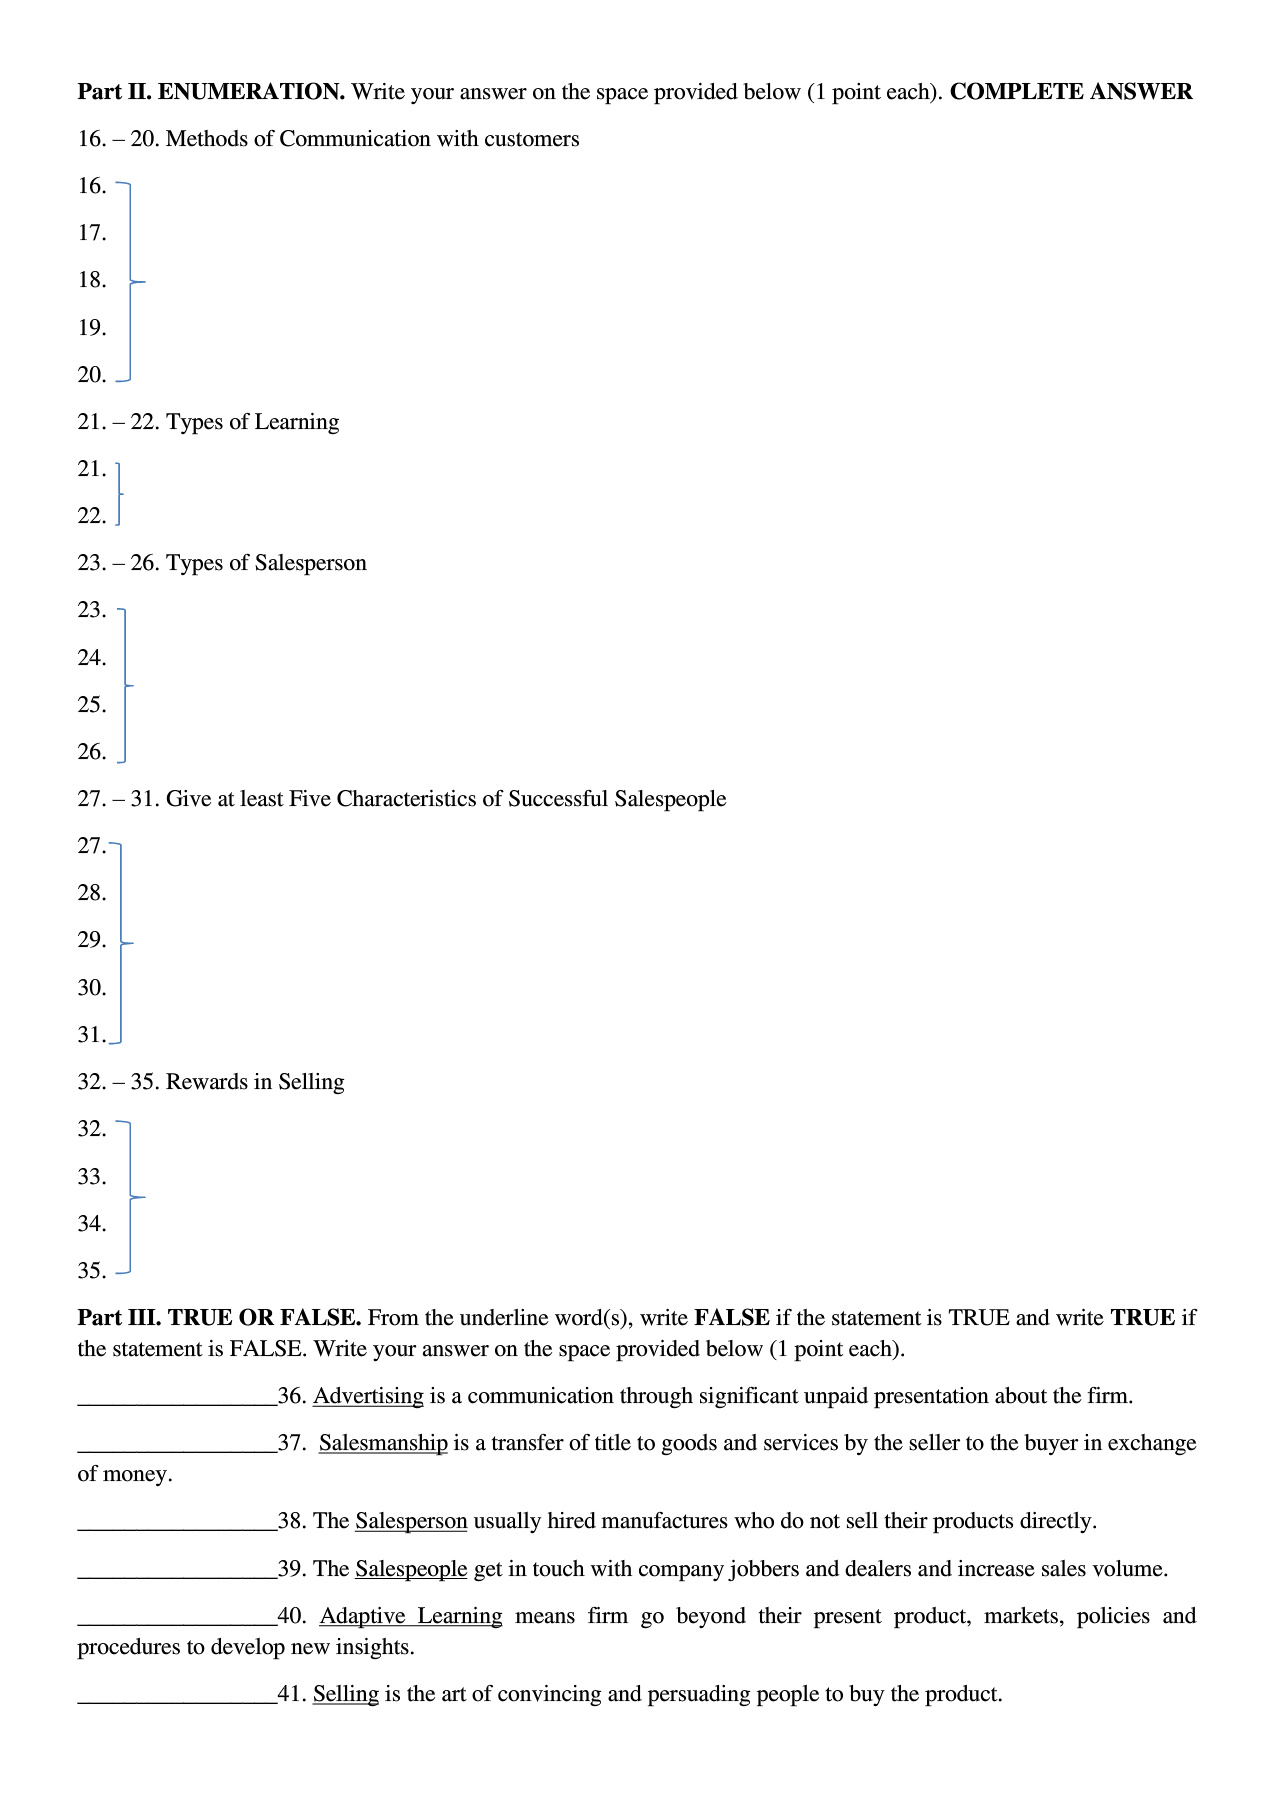 Part II. ENUMERATION. Write your answer on the space provided below (1 point each). COMPLETE ANSWER
16. – 20. Methods of Communication with customers
16.
17.
18.
19.
20.
21. – 22. Types of Learning
21.
22.
23. – 26. Types of Salesperson
23.
24.
25.
26.
27. – 31. Give at least Five Characteristics of Successful Salespeople
27.
28.
29.
30.
31.
32. – 35. Rewards in Selling
32.
33.
34.
35.
Part III. TRUE OR FALSE. From the underline word(s), write FALSE if the statement is TRUE and write TRUE if
the statement is FALSE. Write your answer on the space provided below (1 point each).
_________________36. Advertising is a communication through significant unpaid presentation about the firm.
_________________37. Salesmanship is a transfer of title to goods and services by the seller to the buyer in exchange
of money.
_________________38. The Salesperson usually hired manufactures who do not sell their products directly.
_________________39. The Salespeople get in touch with company jobbers and dealers and increase sales volume.
_________________40. Adaptive Learning means firm go beyond their present product, markets, policies and
procedures to develop new insights.
_________________41. Selling is the art of convincing and persuading people to buy the product.